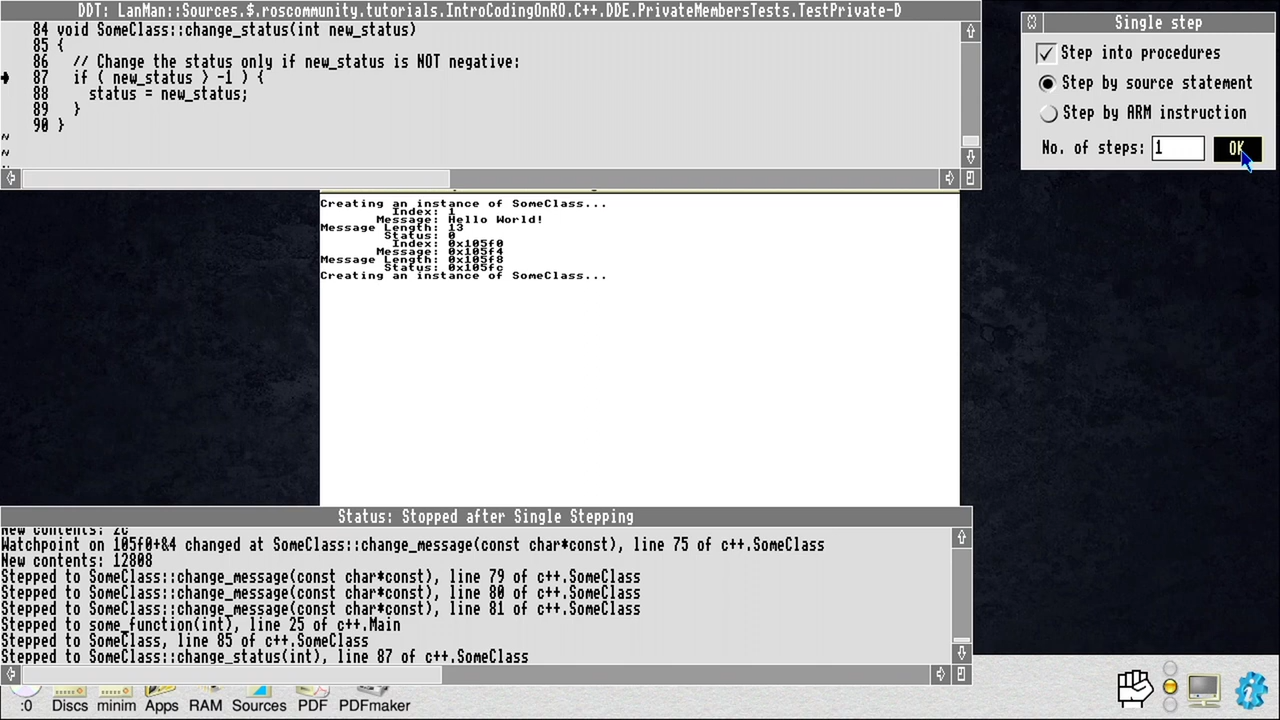 DDT: LanMan::Sources.$.roscommunity.tutorials.IntroCodingOnRO.C++.DDE.PrivateMembersTests.TestPrivate-D
84 void SomeClass::change_status(int new_status)
85 {
86   // Change the status only if new_status is NOT negative:
87   if ( new_status > -1 ) {
88     status = new_status;
89   }
90 }
~
~
Single step
Step into procedures
Step by source statement
Step by ARM instruction
No. of steps: 1 OK
Creating an instance of SomeClass...
Index: 1
Message: Hello World!
Message Length: 13
Status: 0
Index: 0x105f0
Message: 0x105f4
Message Length: 0x105f8
Status: 0x105fc
Creating an instance of SomeClass...
Status: Stopped after Single Stepping
New contents: 2c
Watchpoint on 105f0+&4 changed at SomeClass::change_message(const char*const), line 75 of c++.SomeClass
New contents: 12808
Stepped to SomeClass::change_message(const char*const), line 79 of c++.SomeClass
Stepped to SomeClass::change_message(const char*const), line 80 of c++.SomeClass
Stepped to SomeClass::change_message(const char*const), line 81 of c++.SomeClass
Stepped to some_function(int), line 25 of c++.Main
Stepped to SomeClass, line 85 of c++.SomeClass
Stepped to SomeClass::change_status(int), line 87 of c++.SomeClass
:0 Discs minim Apps RAM Sources PDF PDFmaker